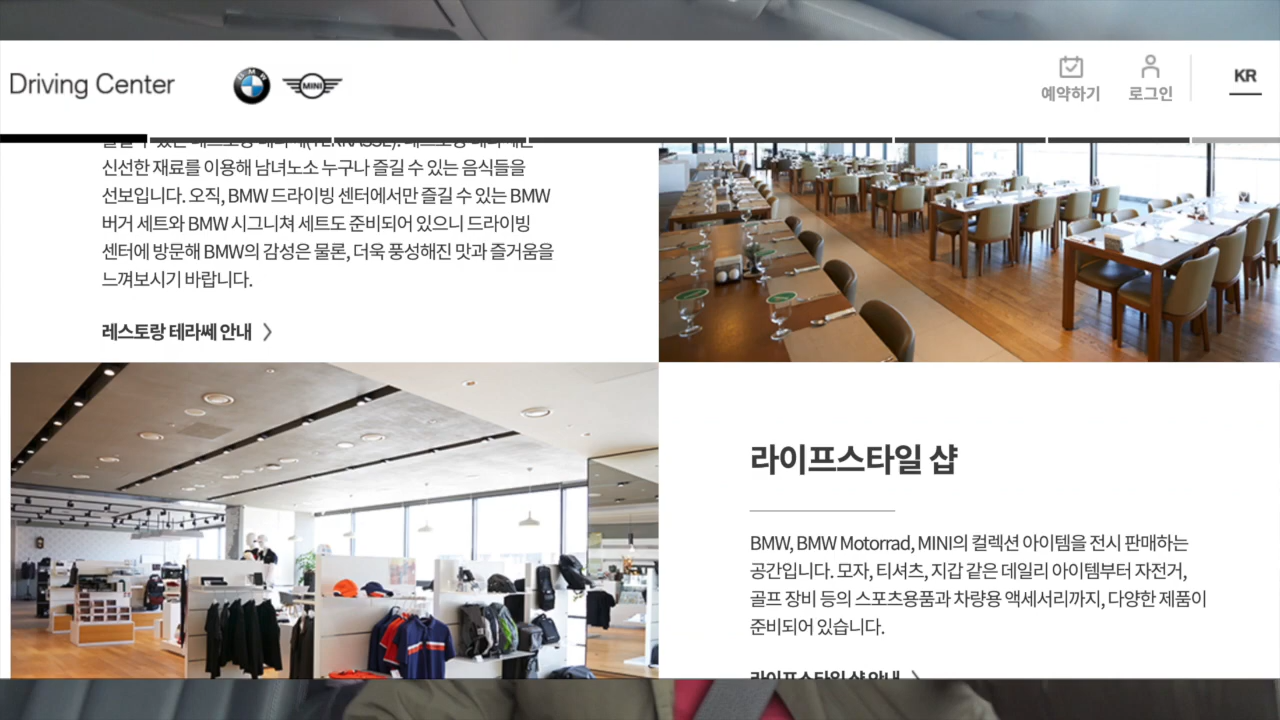 Driving Center
BMW
MINI
예약하기
로그인
KR
신선한 재료를 이용해 남녀노소 누구나 즐길 수 있는 음식들을
선보입니다. 오직, BMW 드라이빙 센터에서만 즐길 수 있는 BMW
버거 세트와 BMW 시그니쳐 세트도 준비되어 있으니 드라이빙
센터에 방문해 BMW의 감성은 물론, 더욱 풍성해진 맛과 즐거움을
느껴보시기 바랍니다.
레스토랑 테라쎄 안내
라이프스타일 샵
BMW, BMW Motorrad, MINI의 컬렉션 아이템을 전시 판매하는
공간입니다. 모자, 티셔츠, 지갑 같은 데일리 아이템부터 자전거,
골프 장비 등의 스포츠용품과 차량용 액세서리까지, 다양한 제품이
준비되어 있습니다.
라이프스타일 샵 안내